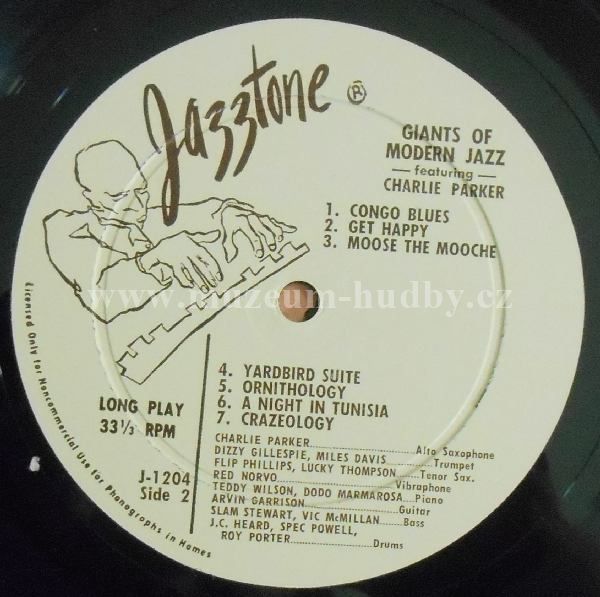 Jazztone ®
GIANTS OF
MODERN JAZZ
— featuring —
CHARLIE PARKER
1. CONGO BLUES
2. GET HAPPY
3. MOOSE THE MOOCHE
www.muzeum-hudby.cz
4. YARDBIRD SUITE
5. ORNITHOLOGY
6. A NIGHT IN TUNISIA
7. CRAZEOLOGY
LONG PLAY
33⅓ RPM
J-1204
Side 2
CHARLIE PARKER....................Alto Saxophone
DIZZY GILLESPIE, MILES DAVIS..........Trumpet
FLIP PHILLIPS, LUCKY THOMPSON......Tenor Sax.
RED NORVO....................Vibraphone
TEDDY WILSON, DODO MARMAROSA...Piano
ARVIN GARRISON....................Guitar
SLAM STEWART, VIC McMILLAN.....Bass
J.C. HEARD, SPEC POWELL,
ROY PORTER....................Drums
Licensed Only for Noncommercial Use for Phonographs in Homes